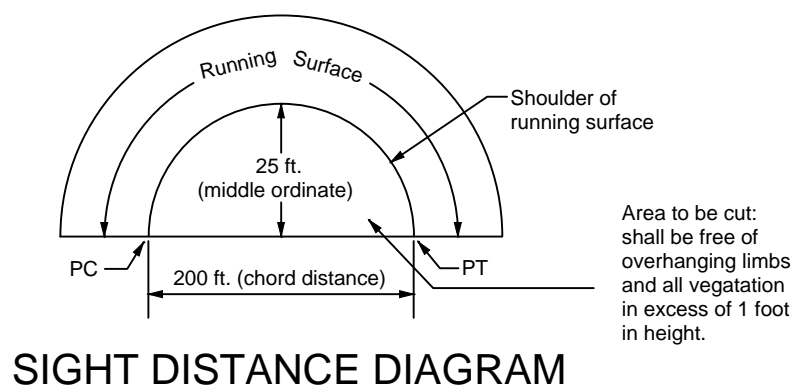 Running Surface
Shoulder of
running surface
25 ft.
(middle ordinate)
Area to be cut:
shall be free of
overhanging limbs
and all vegatation
in excess of 1 foot
in height.
PC
PT
200 ft. (chord distance)
SIGHT DISTANCE DIAGRAM